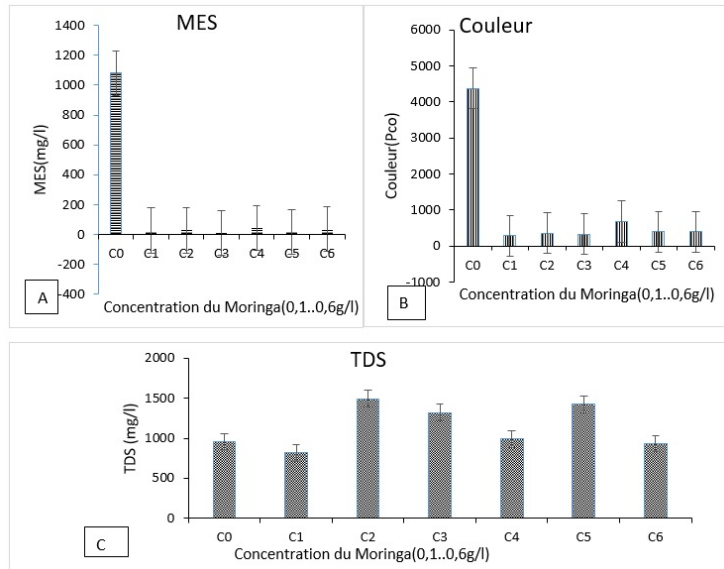 MES
1400
1200
1000
800
600
400
200
0
-200
-400
MES(mg/l)
C0 C1 C2 C3 C4 C5 C6
A
Concentration du Moringa(0,1..0,6g/l)
Couleur
6000
5000
4000
3000
2000
1000
0
-1000
Couleur(Pco)
C0 C1 C2 C3 C4 C5 C6
B
Concentration du Moringa(0,1..0,6g/l)
TDS
2000
1500
1000
500
0
TDS (mg/l)
C0 C1 C2 C3 C4 C5 C6
C
Concentration du Moringa(0,1..0,6g/l)